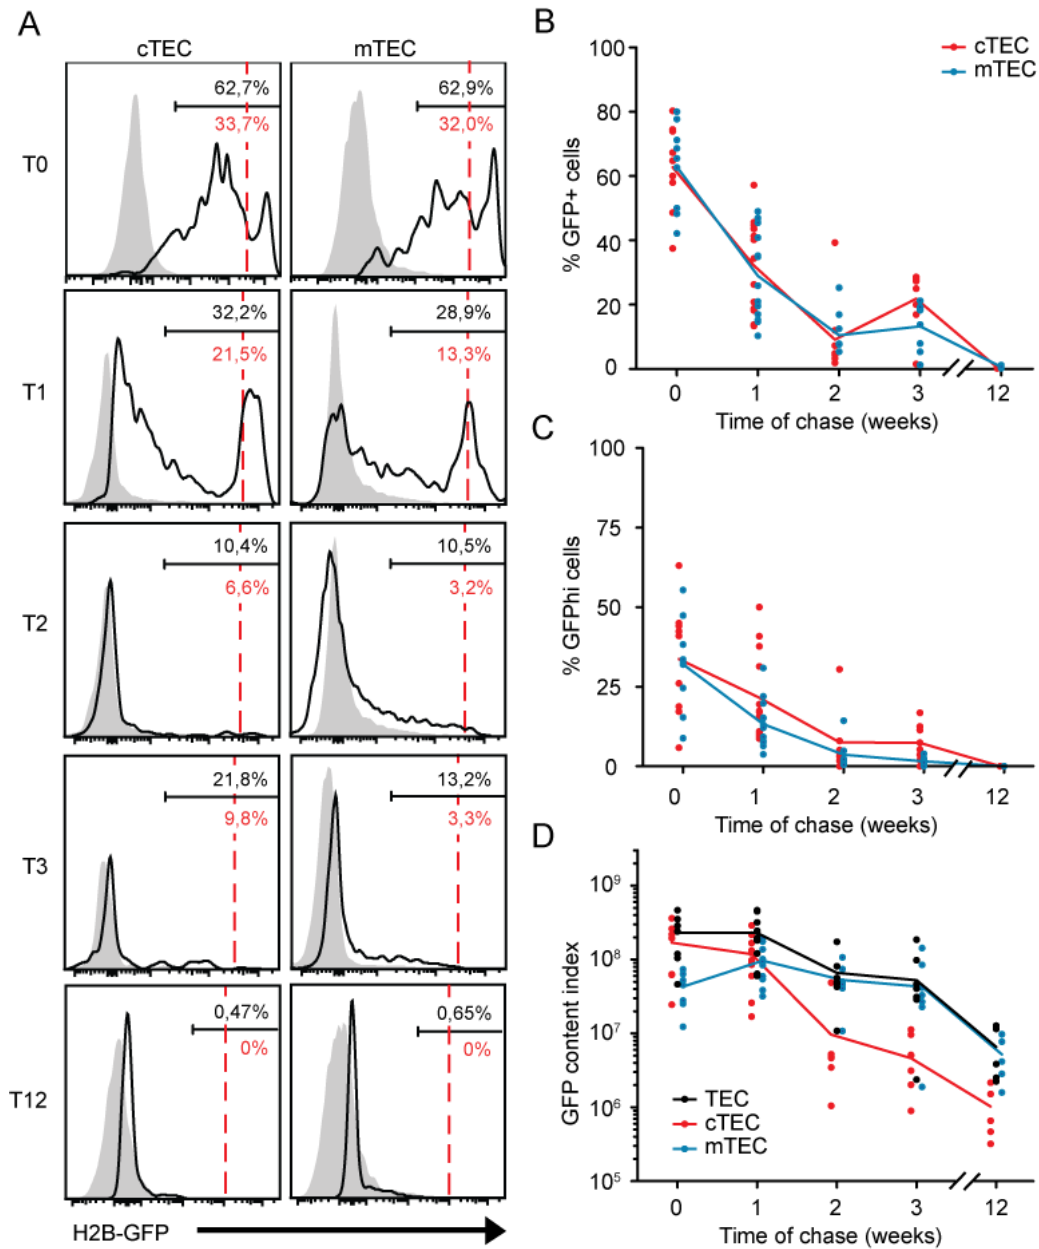 A
cTEC
mTEC
T0
62,7%
33,7%
62,9%
32,0%
T1
32,2%
21,5%
28,9%
13,3%
T2
10,4%
6,6%
10,5%
3,2%
T3
21,8%
9,8%
13,2%
3,3%
T12
0,47%
0%
0,65%
0%
H2B-GFP
B
cTEC
mTEC
% GFP+ cells
100
80
60
40
20
0
0 1 2 3 12
Time of chase (weeks)
C
% GFPhi cells
100
75
50
25
0
0 1 2 3 12
Time of chase (weeks)
D
GFP content index
10⁹
10⁸
10⁷
10⁶
10⁵
TEC
cTEC
mTEC
0 1 2 3 12
Time of chase (weeks)